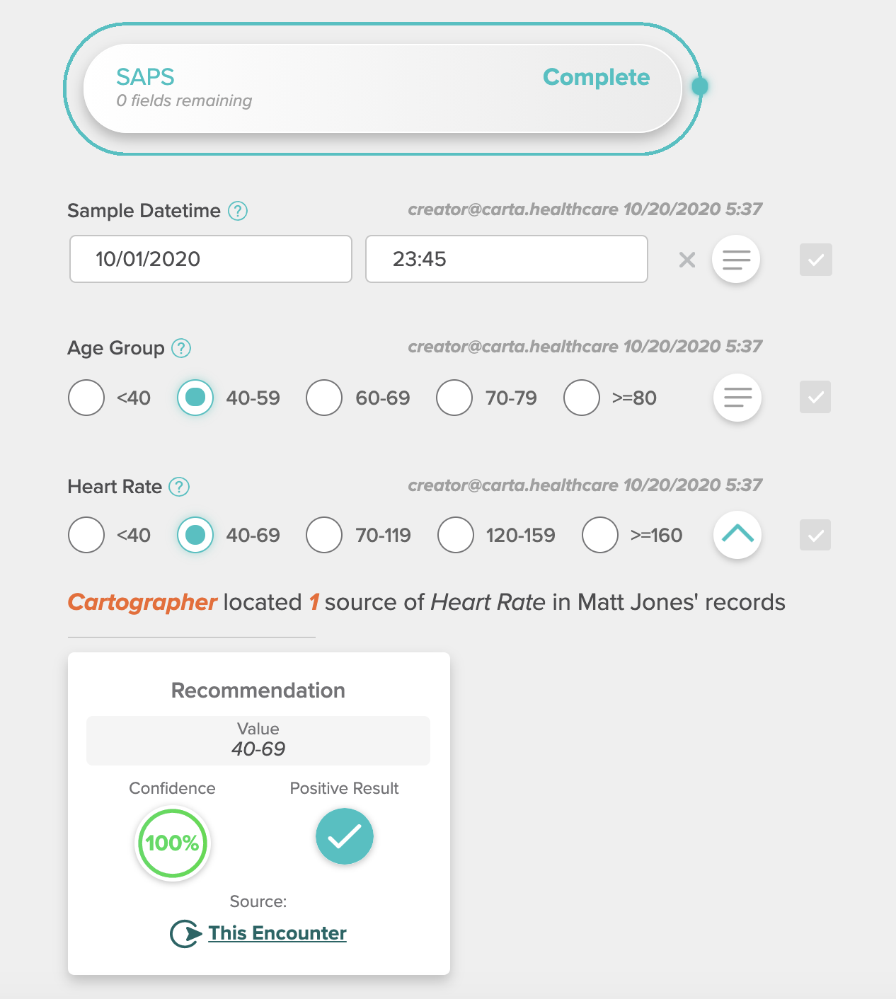 SAPS
Complete
0 fields remaining
Sample Datetime ?
creator@carta.healthcare 10/20/2020 5:37
10/01/2020
23:45
Age Group ?
creator@carta.healthcare 10/20/2020 5:37
<40 40-59 60-69 70-79 >=80
Heart Rate ?
creator@carta.healthcare 10/20/2020 5:37
<40 40-69 70-119 120-159 >=160
Cartographer located 1 source of Heart Rate in Matt Jones' records
Recommendation
Value
40-69
Confidence Positive Result
100%
Source:
This Encounter